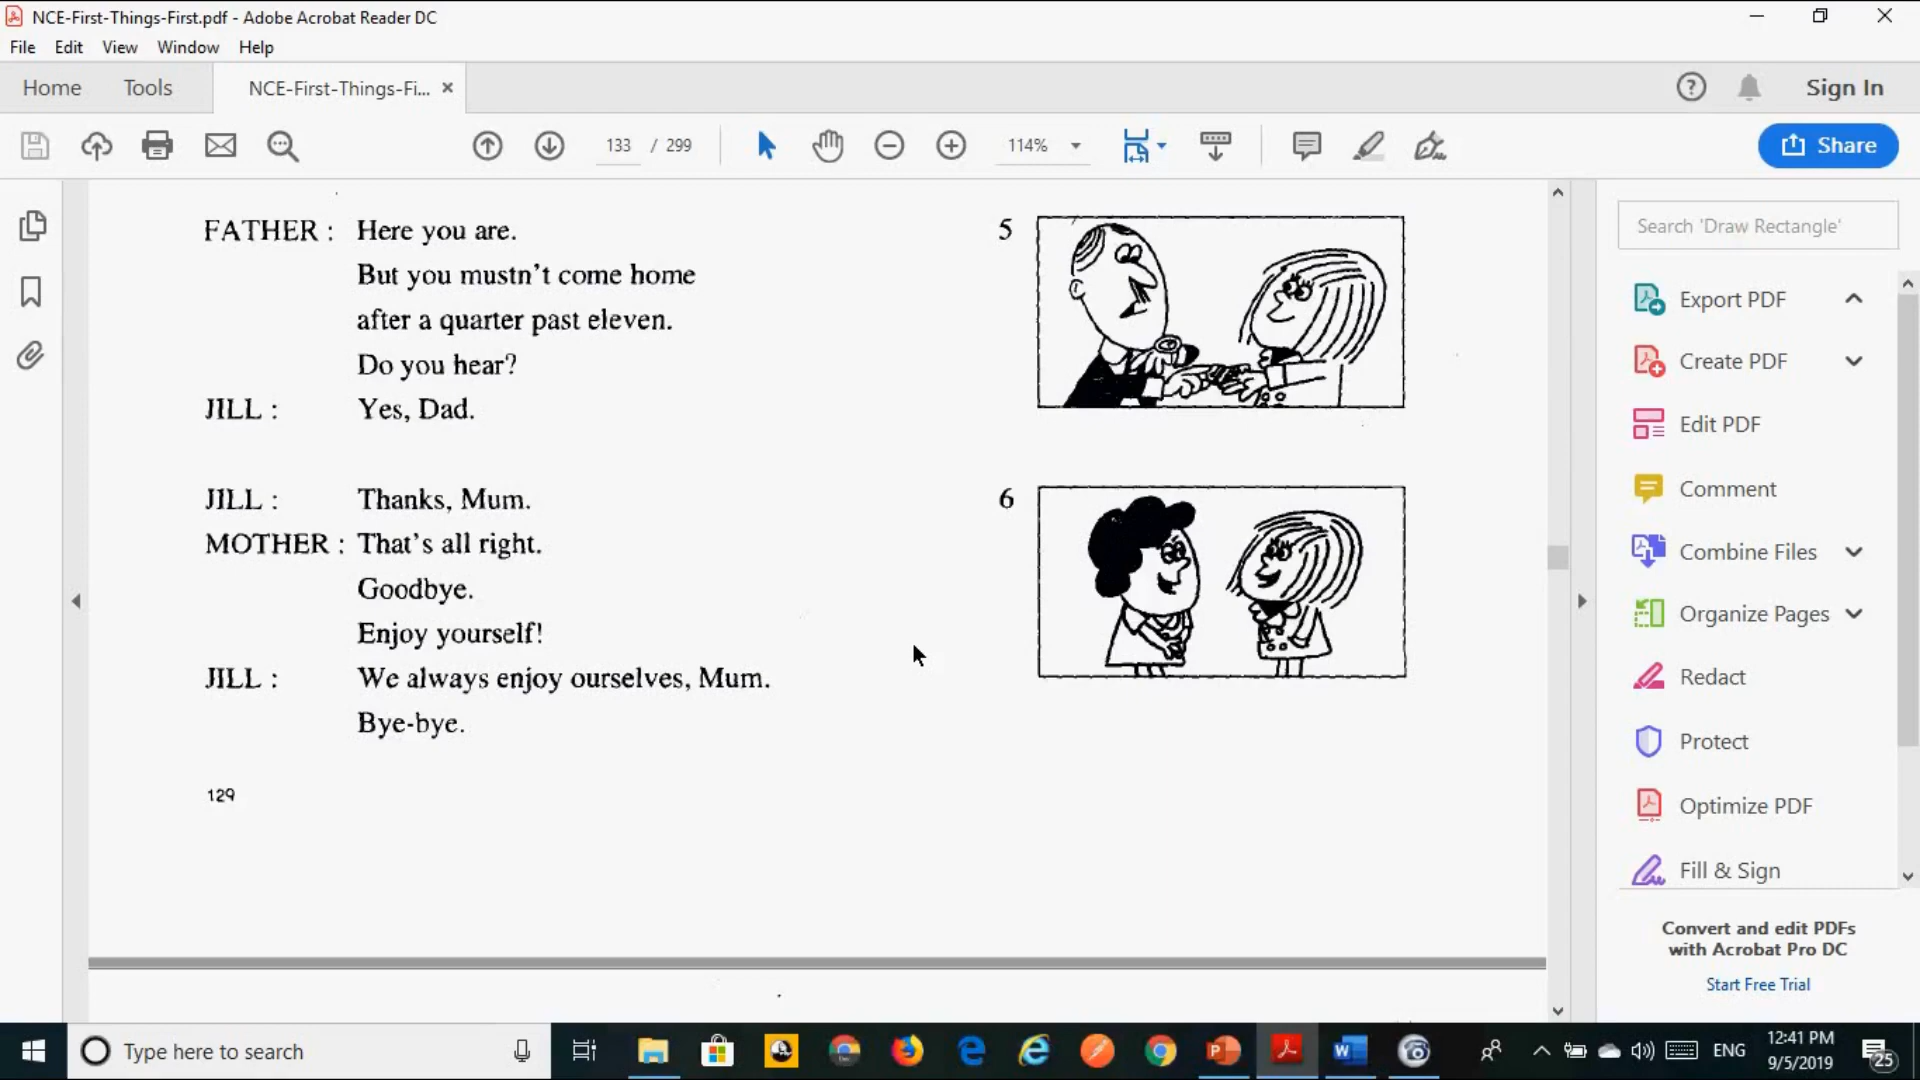 NCE-First-Things-First.pdf - Adobe Acrobat Reader DC
File Edit View Window Help
Home Tools NCE-First-Things-Fi... × Sign In
133 / 299 114% Share
Search 'Draw Rectangle'
FATHER : Here you are.
But you mustn't come home
after a quarter past eleven.
Do you hear?
JILL : Yes, Dad.
5
JILL : Thanks, Mum.
MOTHER : That's all right.
Goodbye.
Enjoy yourself!
JILL : We always enjoy ourselves, Mum.
Bye-bye.
6
129
Export PDF
Create PDF
Edit PDF
Comment
Combine Files
Organize Pages
Redact
Protect
Optimize PDF
Fill & Sign
Convert and edit PDFs
with Acrobat Pro DC
Start Free Trial
Type here to search
ENG
12:41 PM
9/5/2019
25